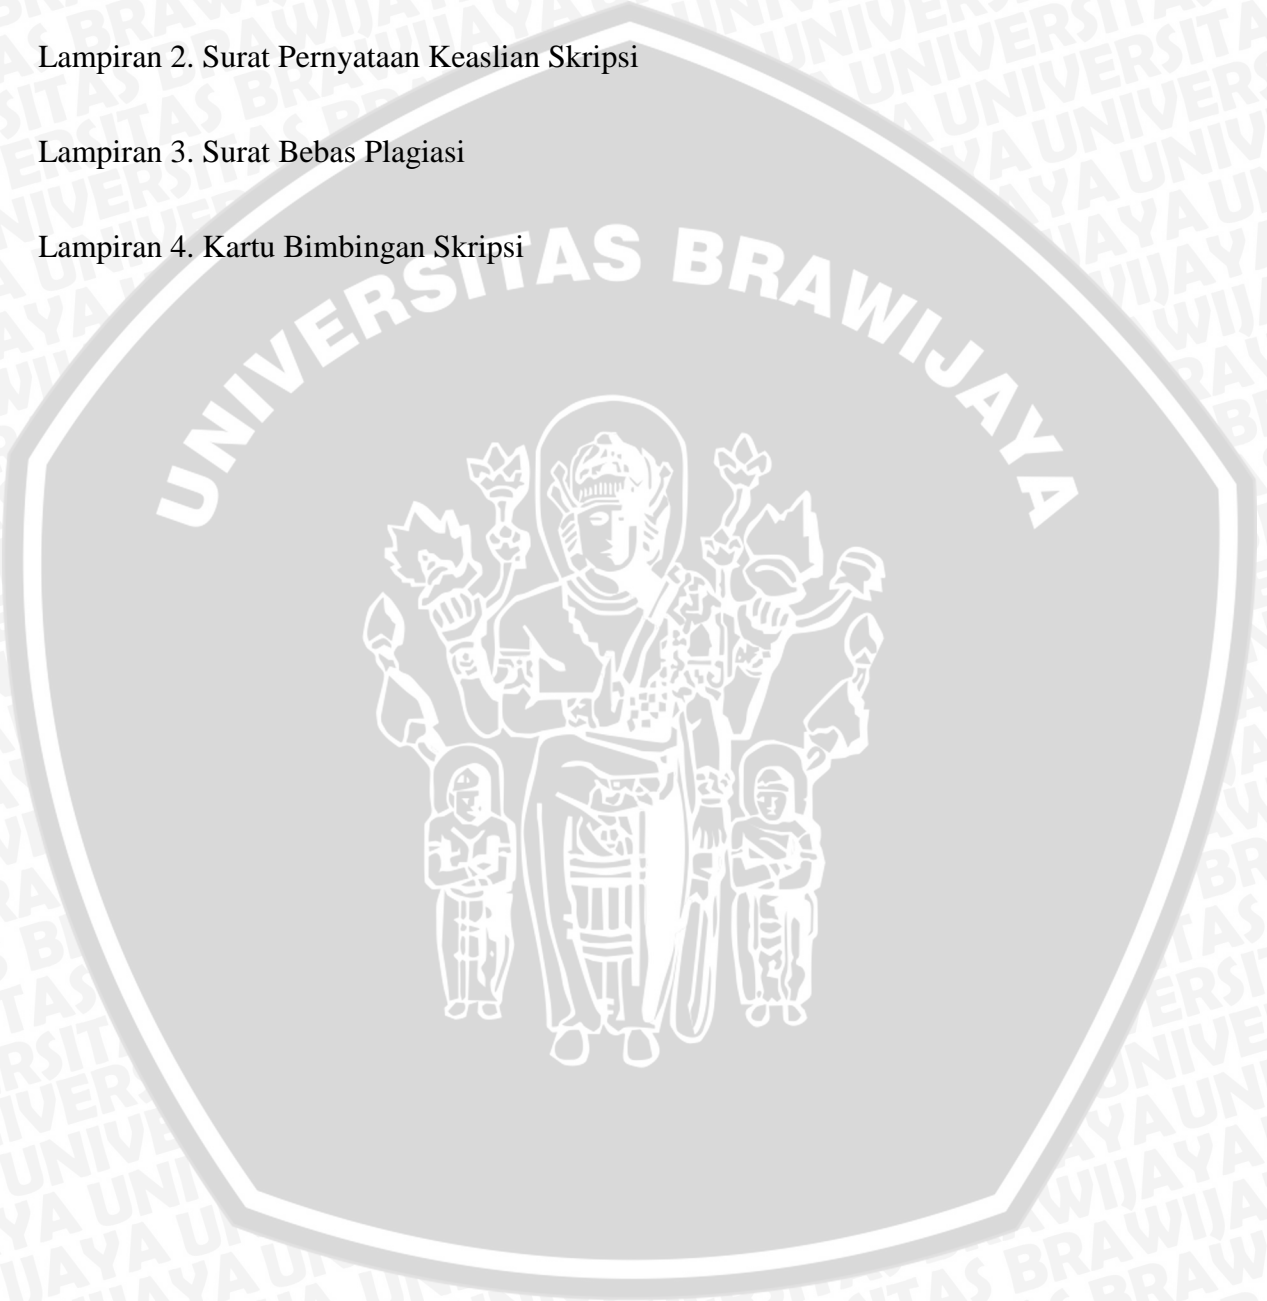 Lampiran 2. Surat Pernyataan Keaslian Skripsi
Lampiran 3. Surat Bebas Plagiasi
Lampiran 4. Kartu Bimbingan Skripsi
UNIVERSITAS BRAWIJAYA